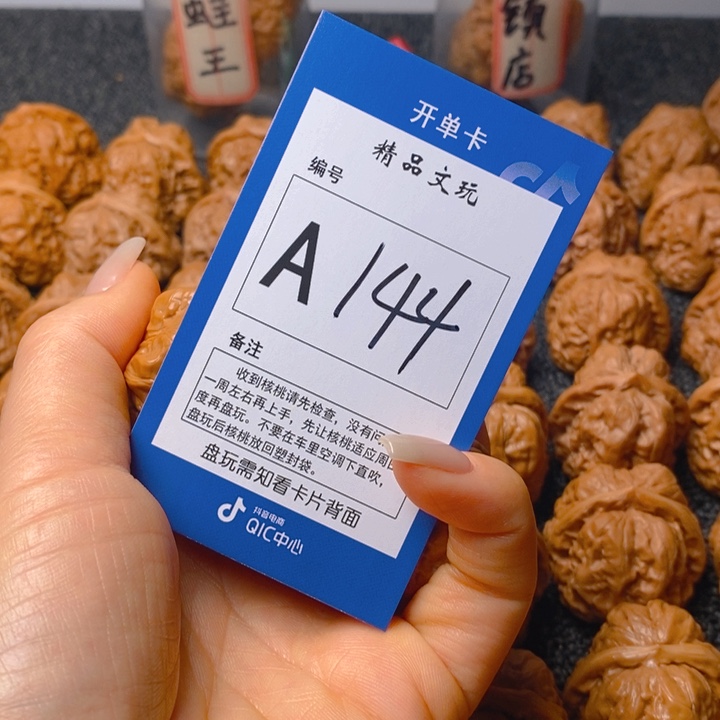 蛙王
镇店
开单卡
精品文玩
编号
A 144
备注
收到核桃请先检查，没有问
一周左右再上手，先让核桃适应周
度再盘玩。不要在车里空调下直吹，
盘玩后核桃放回塑封袋。
盘玩需知看卡片背面
抖音电商
QIC中心